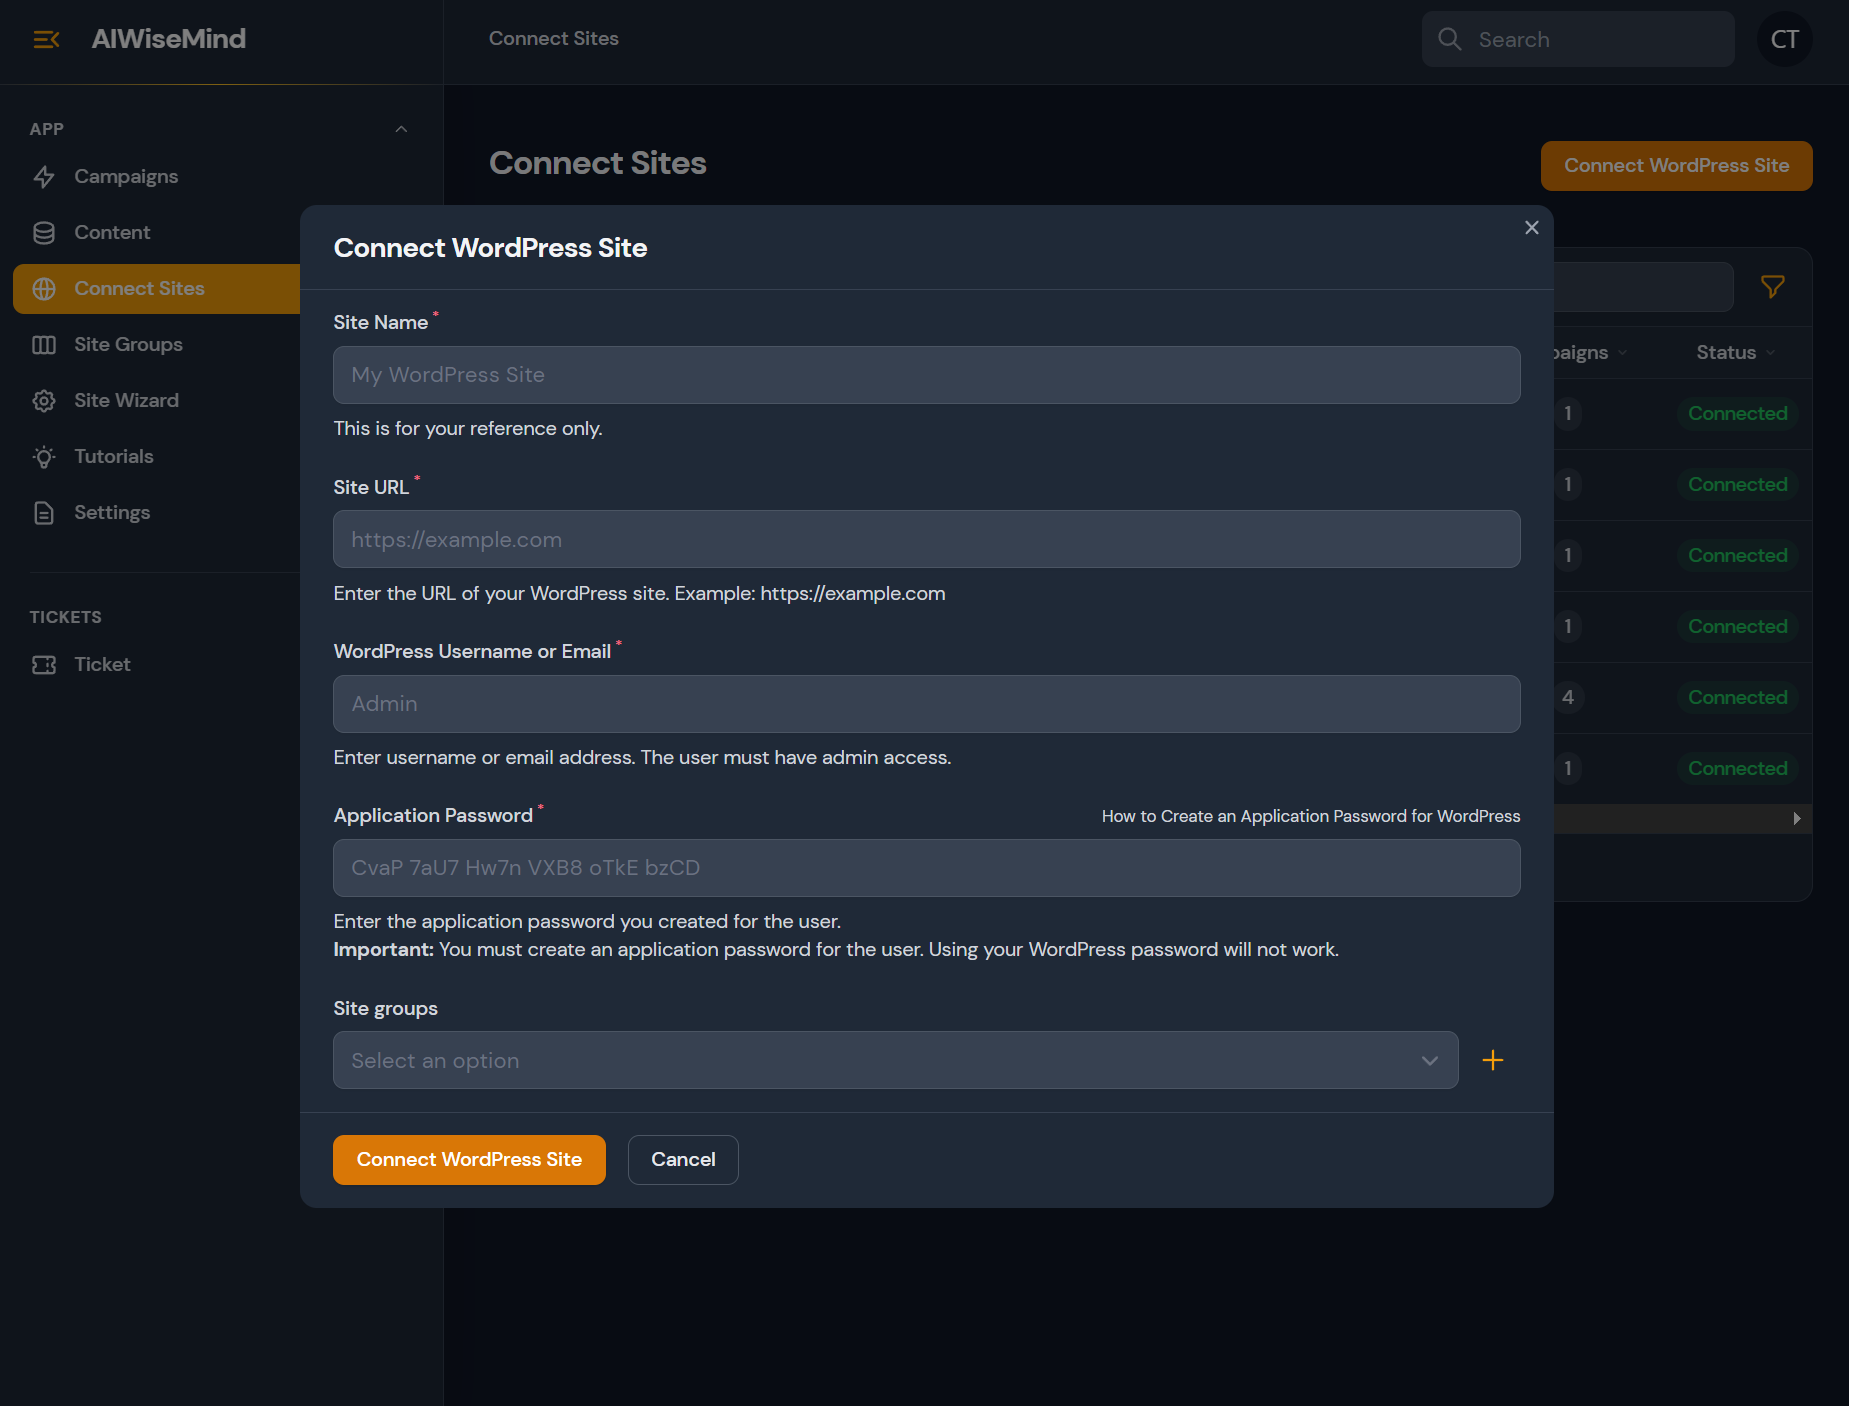 AIWiseMind
Connect Sites
Search
CT
APP
Campaigns
Content
Connect Sites
Site Groups
Site Wizard
Tutorials
Settings
TICKETS
Ticket
Connect Sites
Connect WordPress Site
Status
1 Connected
1 Connected
1 Connected
1 Connected
4 Connected
1 Connected
Connect WordPress Site
Site Name *
My WordPress Site
This is for your reference only.
Site URL *
https://example.com
Enter the URL of your WordPress site. Example: https://example.com
WordPress Username or Email *
Admin
Enter username or email address. The user must have admin access.
Application Password *
How to Create an Application Password for WordPress
CvaP 7aU7 Hw7n VXB8 oTkE bzCD
Enter the application password you created for the user.
Important: You must create an application password for the user. Using your WordPress password will not work.
Site groups
Select an option
Connect WordPress Site
Cancel